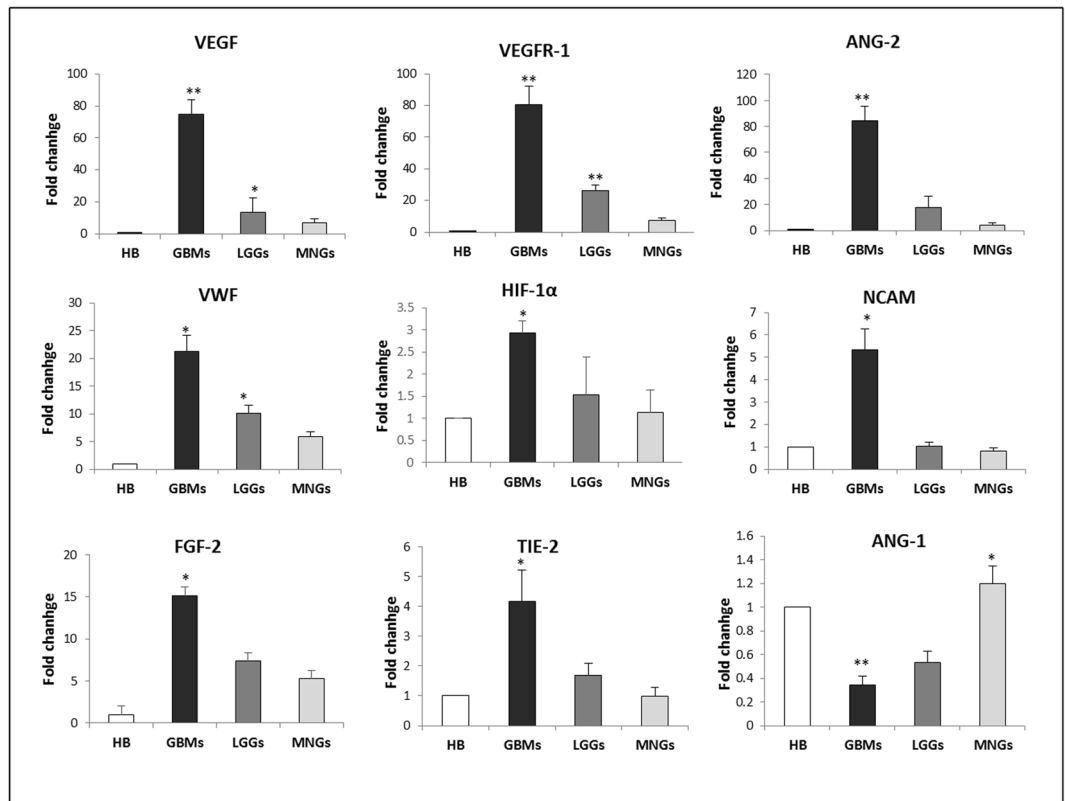 VEGF
Fold chanhge
100
80
60
40
20
0
**
*
HB GBMs LGGs MNGs
VEGFR-1
Fold chanhge
100
80
60
40
20
0
**
**
HB GBMs LGGs MNGs
ANG-2
Fold chanhge
120
100
80
60
40
20
0
**
HB GBMs LGGs MNGs
VWF
Fold chanhge
30
25
20
15
10
5
0
*
*
HB GBMs LGGs MNGs
HIF-1α
Fold chanhge
3.5
3
2.5
2
1.5
1
0.5
0
*
HB GBMs LGGs MNGs
NCAM
Fold chanhge
7
6
5
4
3
2
1
0
*
HB GBMs LGGs MNGs
FGF-2
Fold chanhge
20
15
10
5
0
*
HB GBMs LGGs MNGs
TIE-2
Fold chanhge
6
5
4
3
2
1
0
*
HB GBMs LGGs MNGs
ANG-1
Fold chanhge
1.6
1.4
1.2
1
0.8
0.6
0.4
0.2
0
**
*
HB GBMs LGGs MNGs